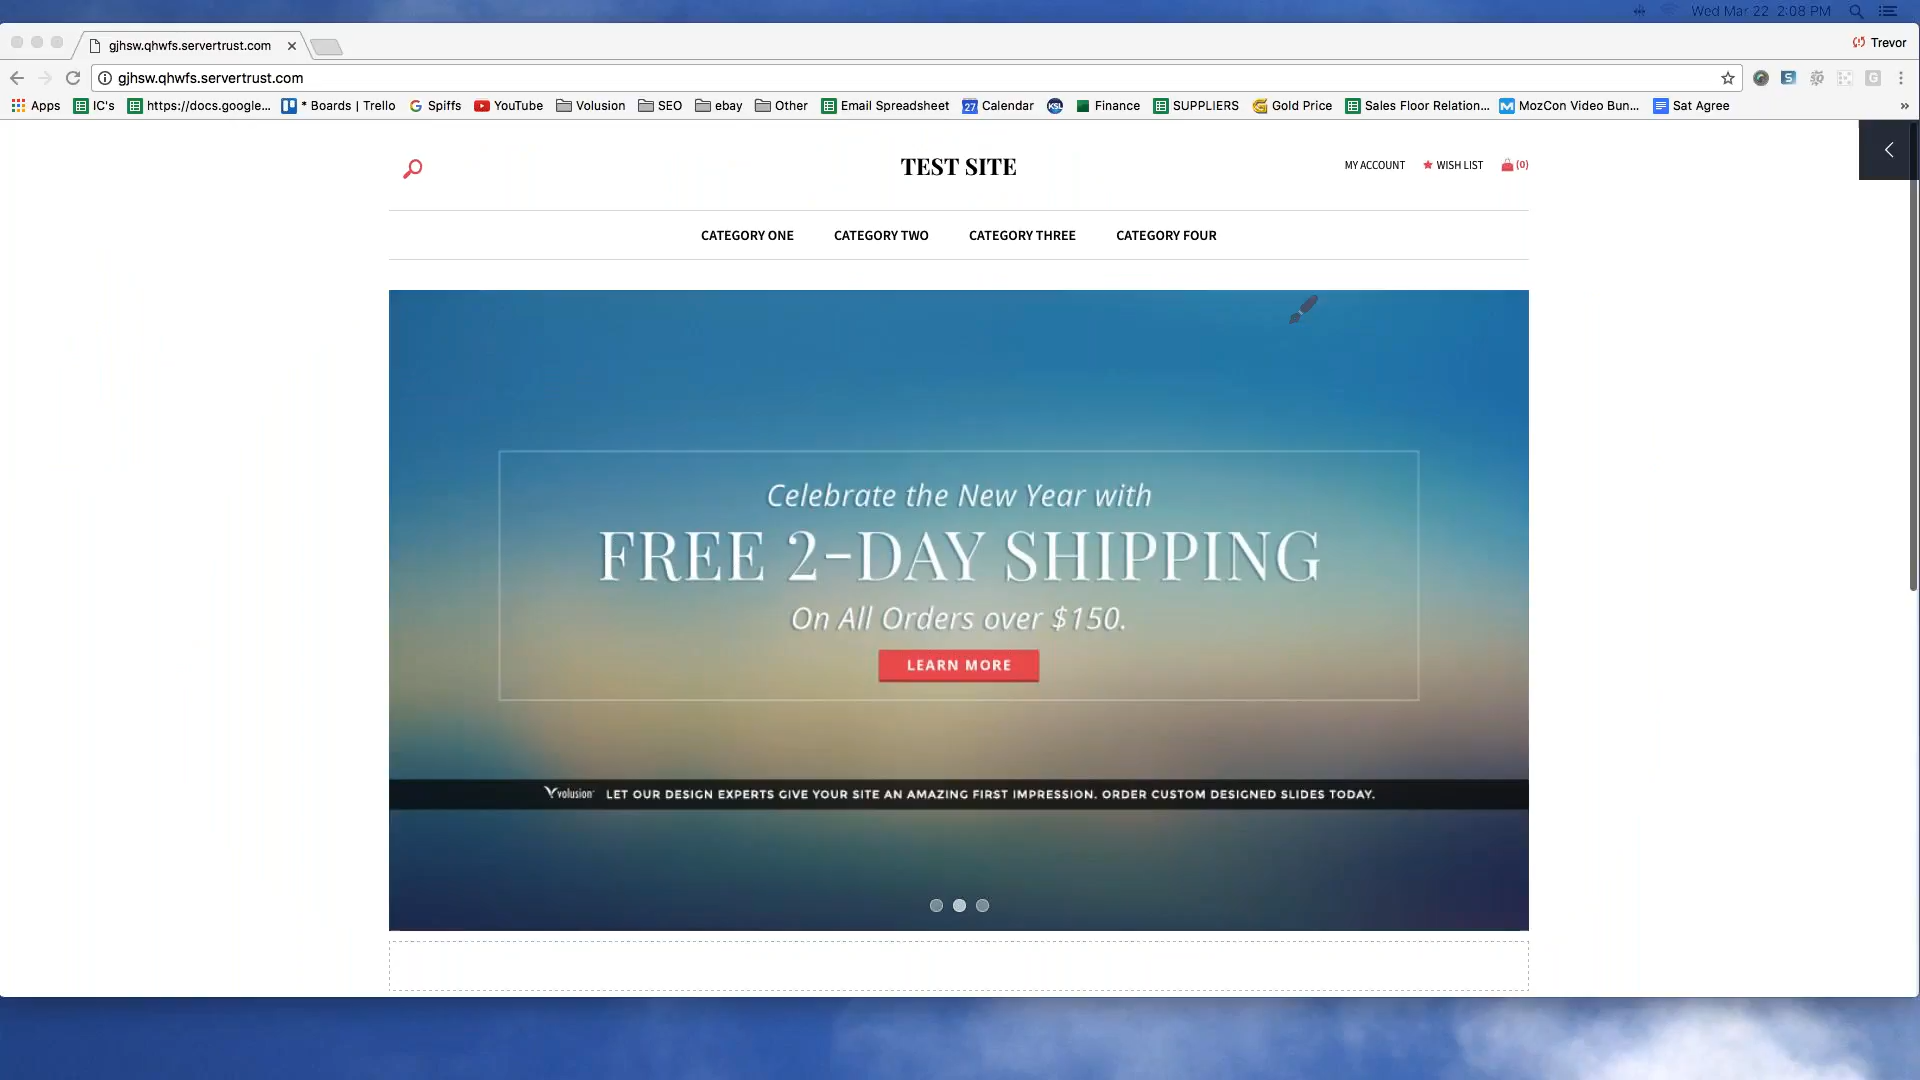 Wed Mar 22 2:08 PM
gjhsw.qhwfs.servertrust.com
Trevor
gjhsw.qhwfs.servertrust.com
Apps IC's https://docs.google... * Boards | Trello Spiffs YouTube Volusion SEO ebay Other Email Spreadsheet 27 Calendar KSL Finance SUPPLIERS Gold Price Sales Floor Relation... MozCon Video Bun... Sat Agree »
TEST SITE
MY ACCOUNT WISH LIST (0)
CATEGORY ONE CATEGORY TWO CATEGORY THREE CATEGORY FOUR
Celebrate the New Year with
FREE 2-DAY SHIPPING
On All Orders over $150.
LEARN MORE
volusion LET OUR DESIGN EXPERTS GIVE YOUR SITE AN AMAZING FIRST IMPRESSION. ORDER CUSTOM DESIGNED SLIDES TODAY.